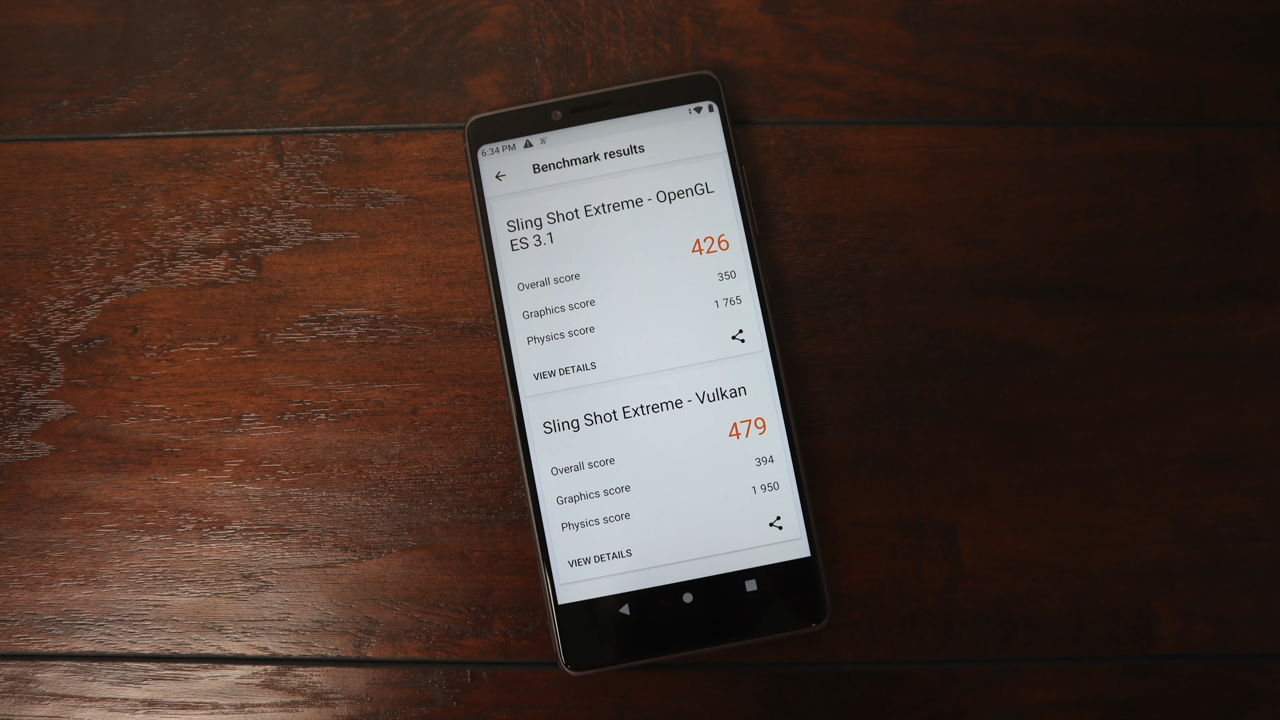 6:34 PM
Benchmark results
Sling Shot Extreme - OpenGL
ES 3.1
426
Overall score
350
Graphics score
1 765
Physics score
VIEW DETAILS
Sling Shot Extreme - Vulkan
479
Overall score
394
Graphics score
1 950
Physics score
VIEW DETAILS